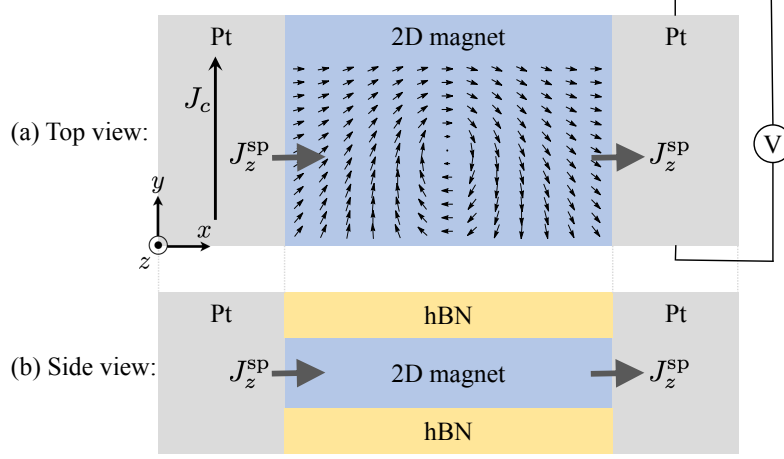 Pt 2D magnet Pt
J_c
(a) Top view:
J_z^sp J_z^sp
V
y
x
z
Pt hBN Pt
(b) Side view: J_z^sp 2D magnet J_z^sp
hBN